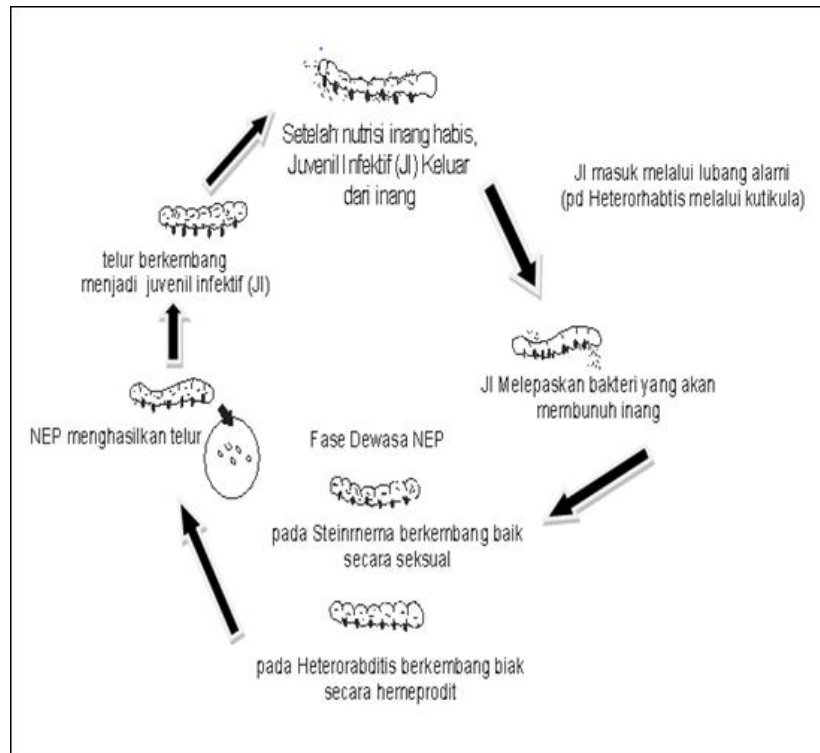 Setelah nutrisi inang habis,
Juvenil Infektif (JI) Keluar
dari inang
JI masuk melalui lubang alami
(pd Heterorhabtis melalui kutikula)
JI Melepaskan bakteri yang akan
membunuh inang
Fase Dewasa NEP
pada Steinrnema berkembang baik
secara seksual
pada Heterorabditis berkembang biak
secara hemeprodit
NEP menghasilkan telur
telur berkembang
menjadi juvenil infektif (JI)